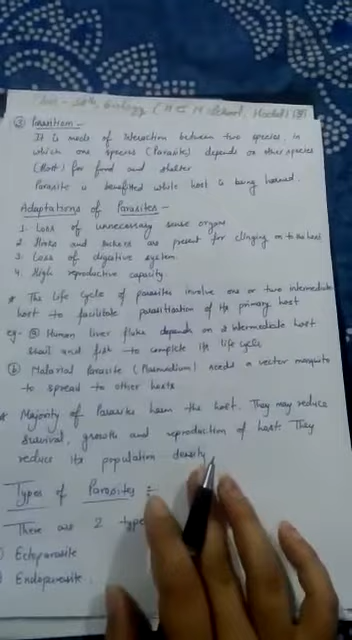 Class - 12th, biology (M S M School, Hodal)
③ Parasitism -
It is mode of interaction between two species, in
which one species (Parasite) depends on other species
(Host) for food and shelter
Parasite is benefitted while host is being harmed.
Adaptations of Parasites -
1. Loss of unnecessary sense organs
2. Hooks and suckers are present for clinging on to the host
3. Loss of digestive system
4. High reproductive capacity
* The life cycle of parasites involve one or two intermediate
host to facilitate parasitisation of its primary host
eg - ⓐ Human liver fluke depends on 2 intermediate host
snail and fish to complete its life cycle
ⓑ Malarial Parasite (Plasmodium) needs a vector mosquito
to spread to other hosts
* Majority of Parasites harm the host. They may reduce
survival, growth and reproduction of host. They
reduce its population density.
Types of Parasites :-
There are 2 type
Ectoparasite
Endoparasite.